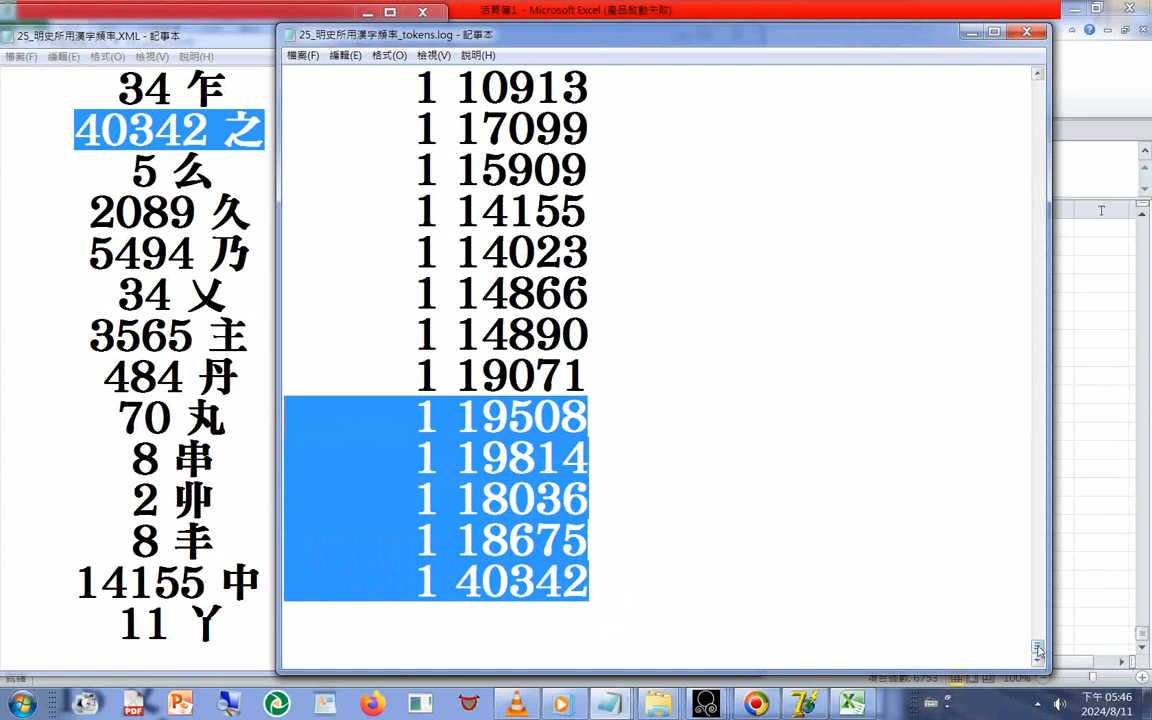 活頁簿1 - Microsoft Excel (產品啟動失敗)
25_明史所用漢字頻率.XML - 記事本
檔案(F) 編輯(E) 格式(O) 檢視(V) 說明(H)
34 乍
40342 之
5 么
2089 久
5494 乃
34 乂
3565 主
484 丹
70 丸
8 串
2 丱
8 丰
14155 中
11 丫
25_明史所用漢字頻率_tokens.log - 記事本
檔案(F) 編輯(E) 格式(O) 檢視(V) 說明(H)
1 10913
1 17099
1 15909
1 14155
1 14023
1 14866
1 14890
1 19071
1 19508
1 19814
1 18036
1 18675
1 40342
T
項目個數: 6753
100%
下午 05:46
2024/8/11